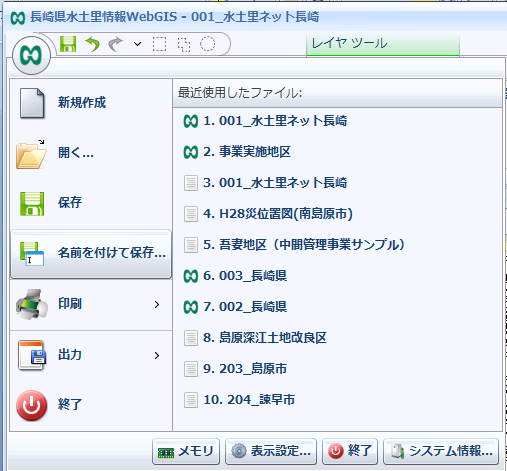 長崎県水土里情報WebGIS - 001_水土里ネット長崎
レイヤ ツール
新規作成
開く...
保存
名前を付けて保存...
印刷
出力
終了
最近使用したファイル:
1. 001_水土里ネット長崎
2. 事業実施地区
3. 001_水土里ネット長崎
4. H28災位置図(南島原市)
5. 吾妻地区（中間管理事業サンプル）
6. 003_長崎県
7. 002_長崎県
8. 島原深江土地改良区
9. 203_島原市
10. 204_諫早市
メモリ
表示設定...
終了
システム情報...